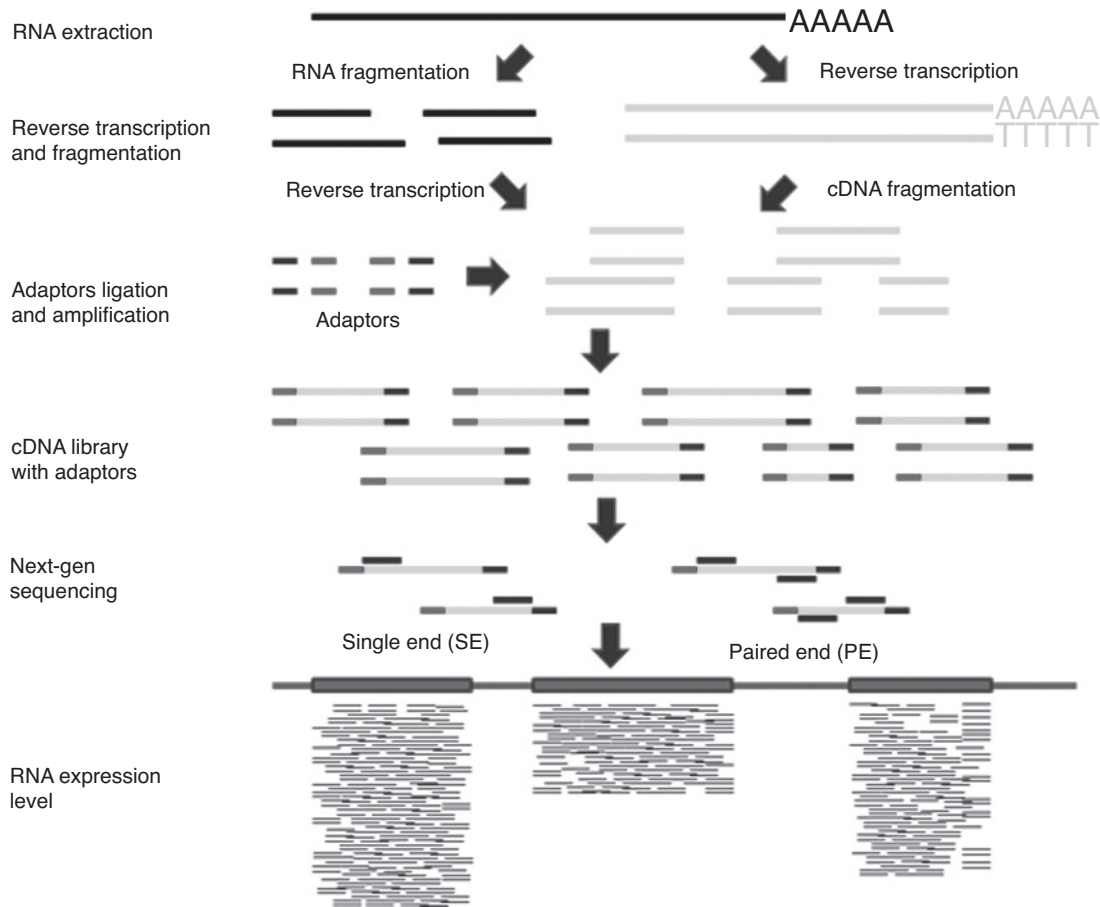 RNA extraction
AAAAA
RNA fragmentation
Reverse transcription
Reverse transcription
and fragmentation
AAAAA
TTTTT
Reverse transcription
cDNA fragmentation
Adaptors ligation
and amplification
Adaptors
cDNA library
with adaptors
Next-gen
sequencing
Single end (SE)
Paired end (PE)
RNA expression
level